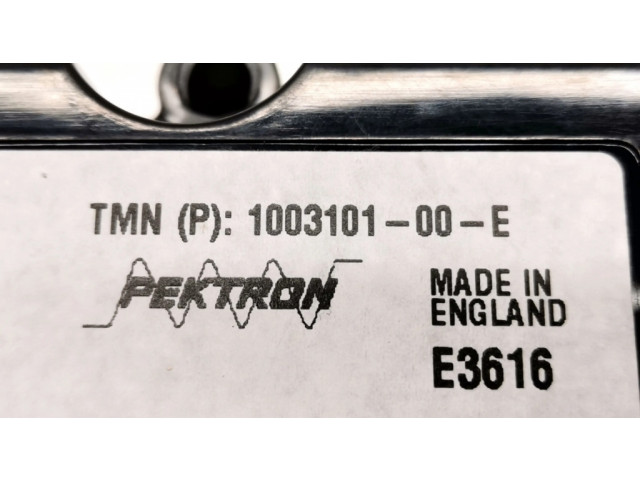 TMN (P): 1003101-00-E
PEKTRON
MADE IN
ENGLAND
E3616